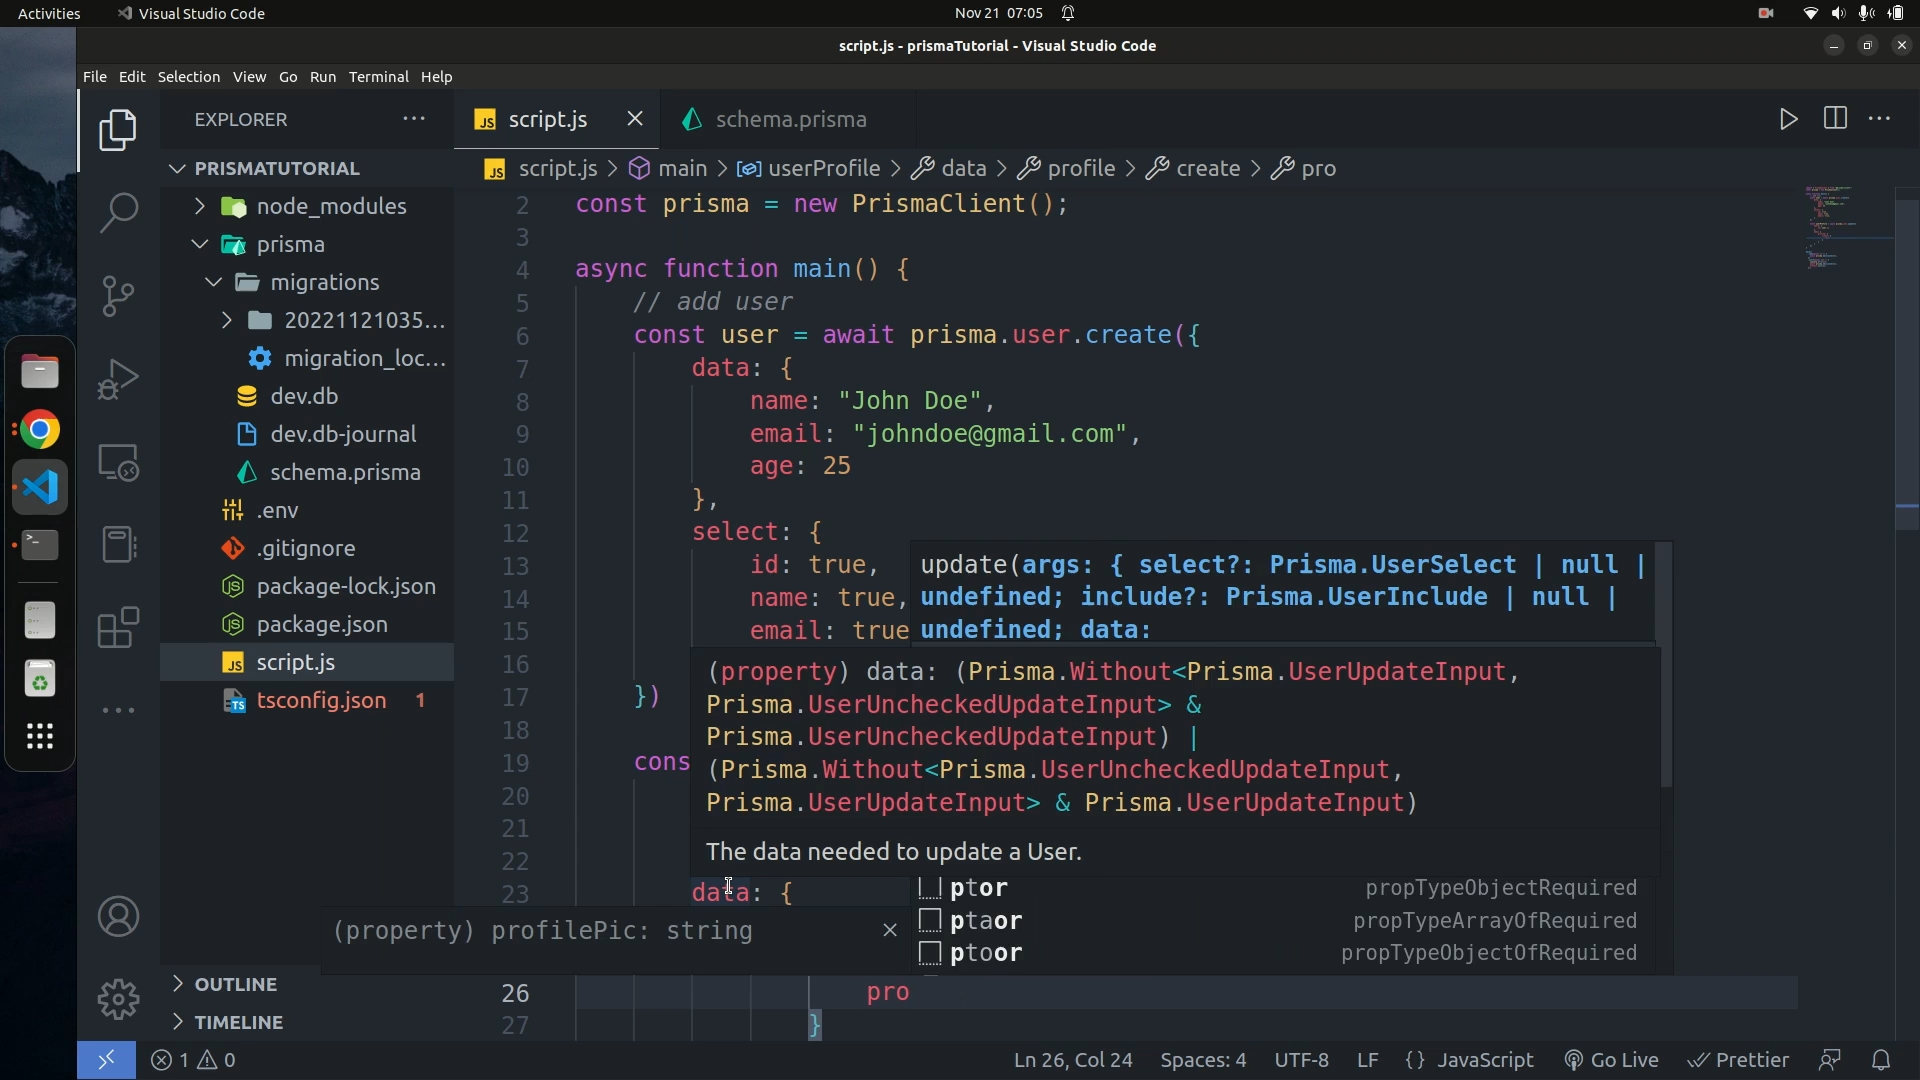 Activities
Visual Studio Code
Nov 21 07:05
script.js - prismaTutorial - Visual Studio Code
File Edit Selection View Go Run Terminal Help
EXPLORER
script.js
schema.prisma
PRISMATUTORIAL
script.js > main > userProfile > data > profile > create > pro
node_modules
prisma
migrations
20221121035...
migration_loc...
dev.db
dev.db-journal
schema.prisma
.env
.gitignore
package-lock.json
package.json
script.js
tsconfig.json 1
OUTLINE
TIMELINE
2 const prisma = new PrismaClient();
3
4 async function main() {
5 // add user
6 const user = await prisma.user.create({
7 data: {
8 name: "John Doe",
9 email: "johndoe@gmail.com",
10 age: 25
11 },
12 select: {
13 id: true,
14 name: true,
15 email: true
16
17 })
18
19 cons
20
21
22
23 data: {
26 pro
27 }
update(args: { select?: Prisma.UserSelect | null |
undefined; include?: Prisma.UserInclude | null |
undefined; data:
(property) data: (Prisma.Without<Prisma.UserUpdateInput,
Prisma.UserUncheckedUpdateInput> &
Prisma.UserUncheckedUpdateInput) |
(Prisma.Without<Prisma.UserUncheckedUpdateInput,
Prisma.UserUpdateInput> & Prisma.UserUpdateInput)
The data needed to update a User.
ptor propTypeObjectRequired
ptaor propTypeArrayOfRequired
ptoor propTypeObjectOfRequired
(property) profilePic: string
1 0
Ln 26, Col 24
Spaces: 4
UTF-8
LF
{ } JavaScript
Go Live
Prettier